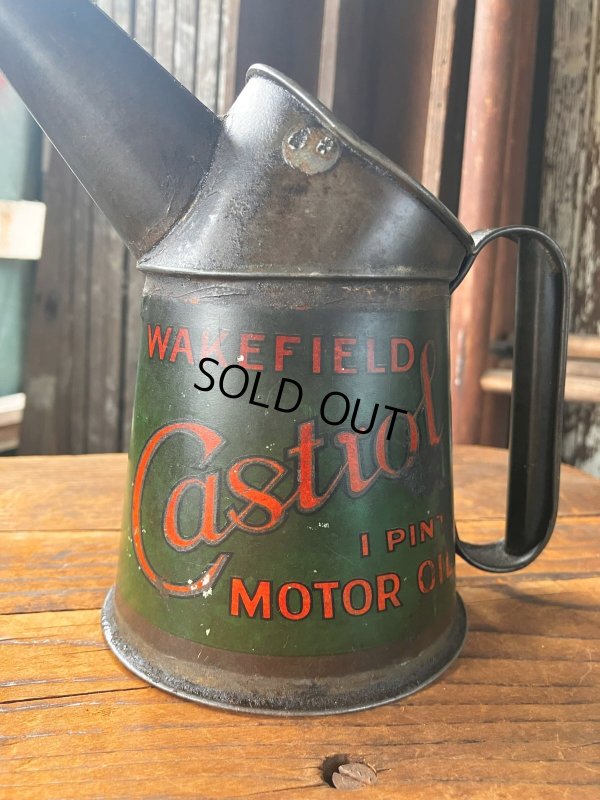 WAKEFIELD
SOLD OUT
Castrol
1 PINT
MOTOR OIL